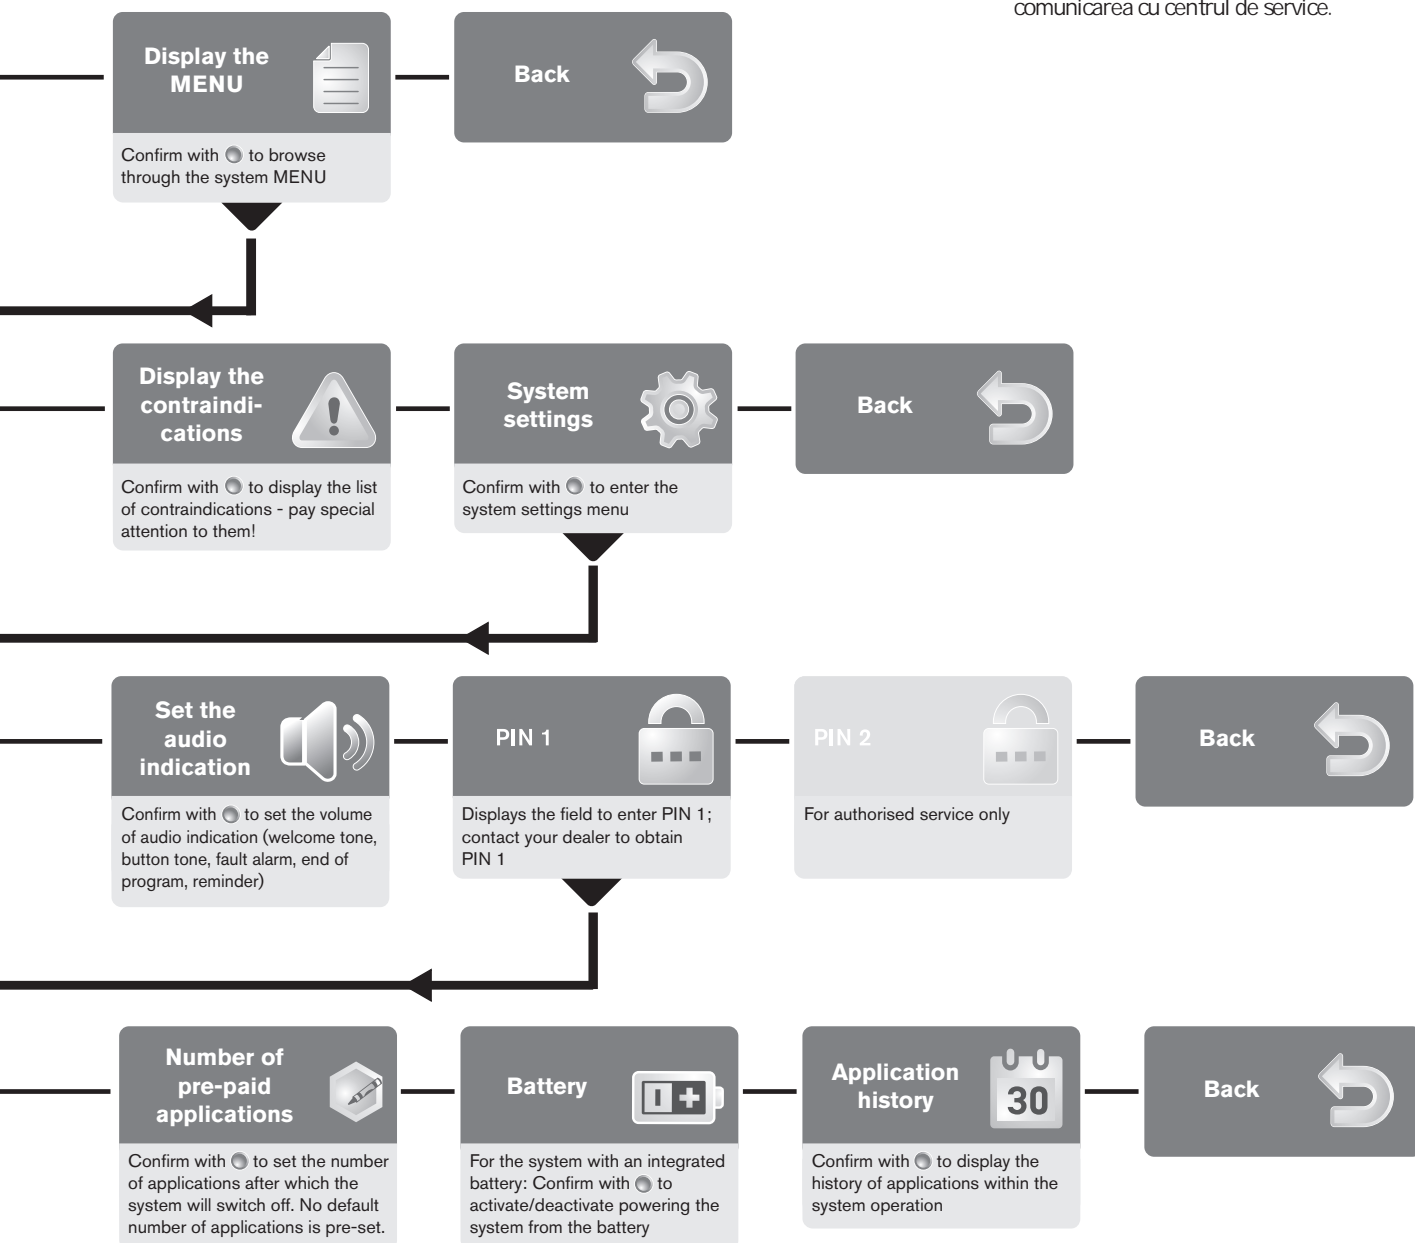 comunicarea cu centrul de service.
Display the
MENU
Confirm with to browse
through the system MENU
Back
Display the
contraindi-
cations
Confirm with to display the list
of contraindications - pay special
attention to them!
System
settings
Confirm with to enter the
system settings menu
Back
Set the
audio
indication
Confirm with to set the volume
of audio indication (welcome tone,
button tone, fault alarm, end of
program, reminder)
PIN 1
Displays the field to enter PIN 1;
contact your dealer to obtain
PIN 1
PIN 2
For authorised service only
Back
Number of
pre-paid
applications
Confirm with to set the number
of applications after which the
system will switch off. No default
number of applications is pre-set.
Battery
For the system with an integrated
battery: Confirm with to
activate/deactivate powering the
system from the battery
Application
history
30
Confirm with to display the
history of applications within the
system operation
Back